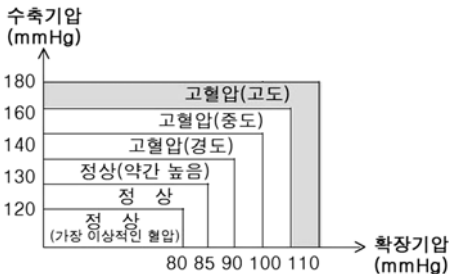 수축기압
(mmHg)
180
고혈압(고도)
160
고혈압(중도)
140
고혈압(경도)
130
정상(약간 높음)
정 상
120
정 상
(가장 이상적인 혈압)
80 85 90 100 110
확장기압
(mmHg)